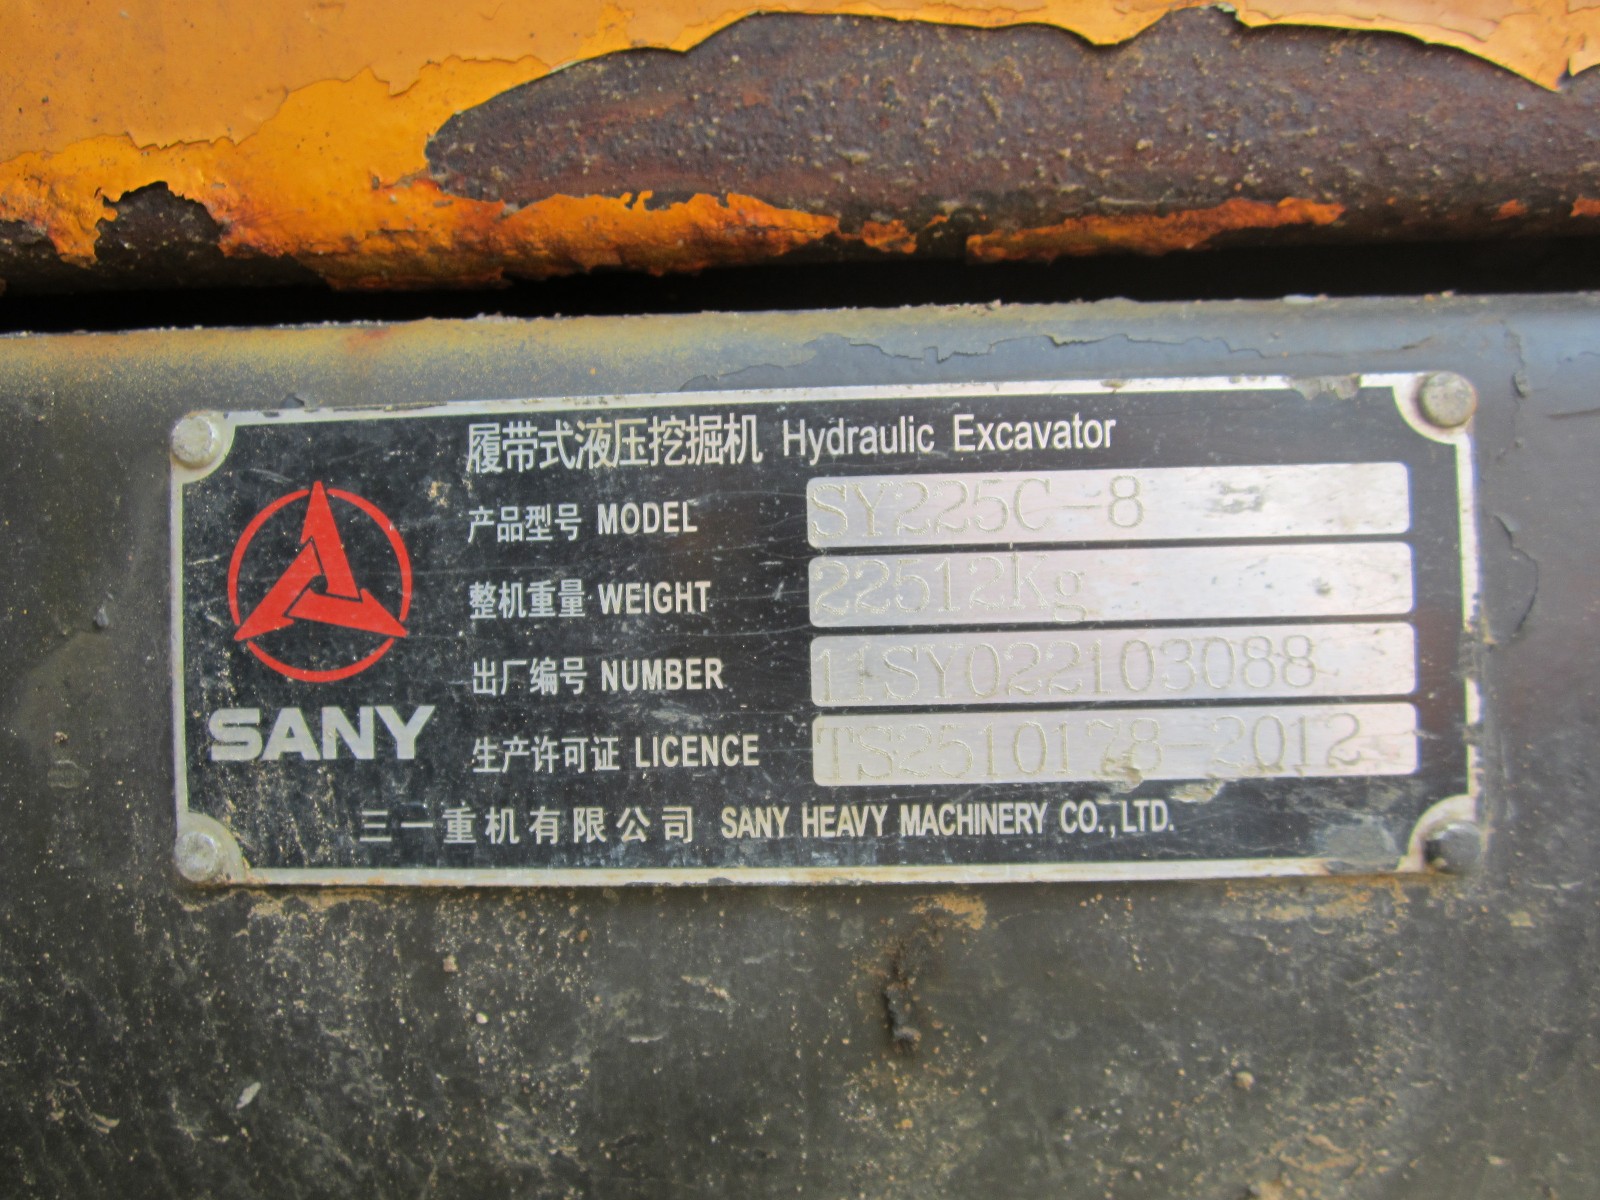 履带式液压挖掘机 Hydraulic Excavator
产品型号 MODEL SY225C-8
整机重量 WEIGHT 22512Kg
出厂编号 NUMBER 11SY022103088
生产许可证 LICENCE TS2510178-2012
SANY
三一重机有限公司 SANY HEAVY MACHINERY CO.,LTD.